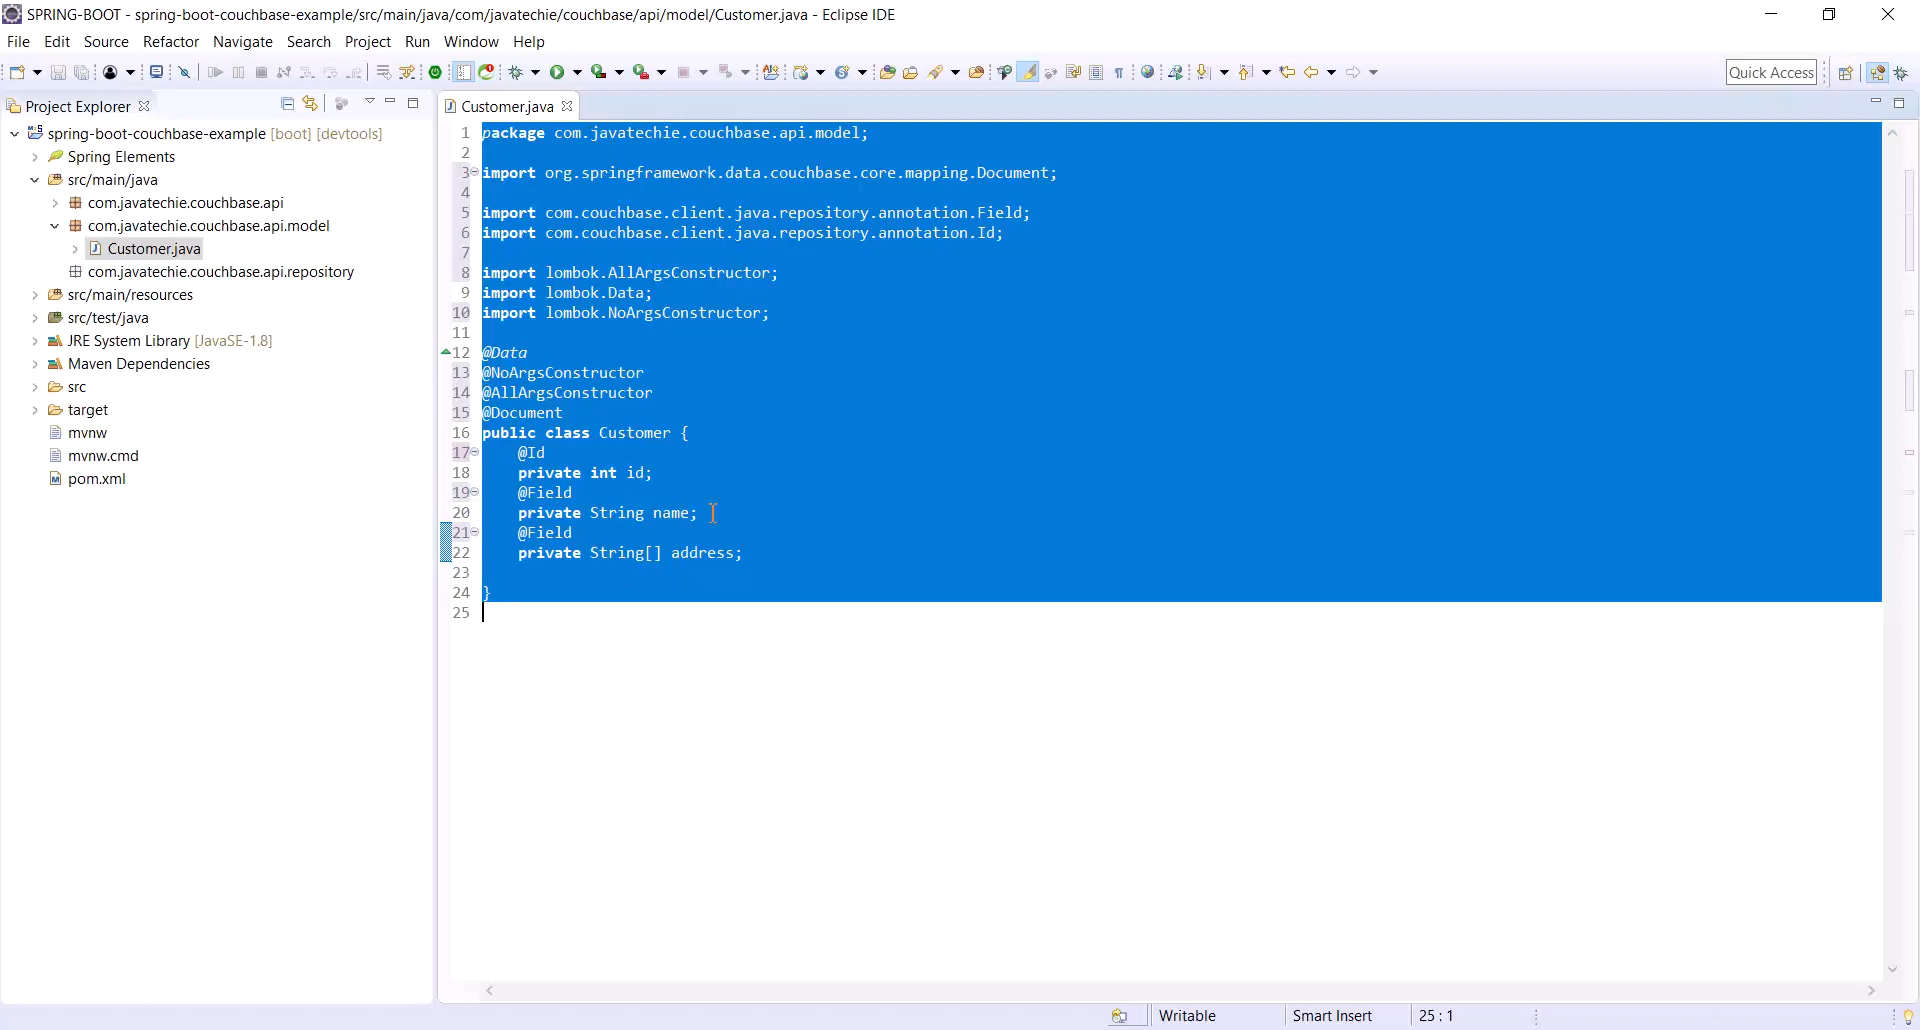 SPRING-BOOT - spring-boot-couchbase-example/src/main/java/com/javatechie/couchbase/api/model/Customer.java - Eclipse IDE
File Edit Source Refactor Navigate Search Project Run Window Help
Quick Access
Project Explorer
spring-boot-couchbase-example [boot] [devtools]
Spring Elements
src/main/java
com.javatechie.couchbase.api
com.javatechie.couchbase.api.model
Customer.java
com.javatechie.couchbase.api.repository
src/main/resources
src/test/java
JRE System Library [JavaSE-1.8]
Maven Dependencies
src
target
mvnw
mvnw.cmd
pom.xml
Customer.java
1 package com.javatechie.couchbase.api.model;
2
3 import org.springframework.data.couchbase.core.mapping.Document;
4
5 import com.couchbase.client.java.repository.annotation.Field;
6 import com.couchbase.client.java.repository.annotation.Id;
7
8 import lombok.AllArgsConstructor;
9 import lombok.Data;
10 import lombok.NoArgsConstructor;
11
12 @Data
13 @NoArgsConstructor
14 @AllArgsConstructor
15 @Document
16 public class Customer {
17 @Id
18 private int id;
19 @Field
20 private String name;
21 @Field
22 private String[] address;
23
24 }
25
Writable Smart Insert 25 : 1